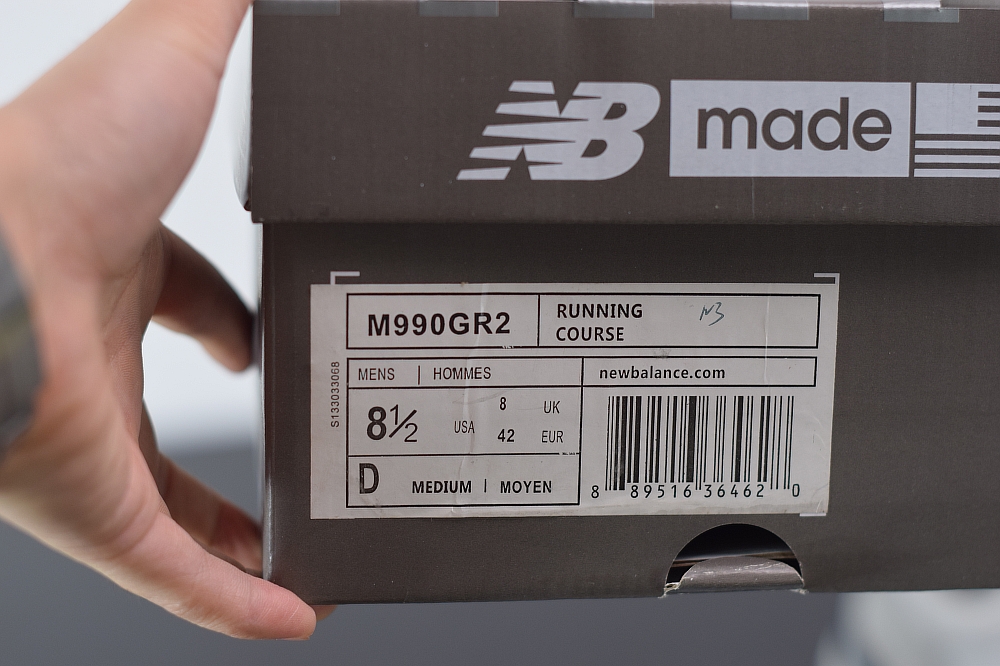 NB made
M990GR2
RUNNING
COURSE
MENS | HOMMES
newbalance.com
8½ USA 8 UK
42 EUR
D MEDIUM | MOYEN
S133033068
8 89516 36462 0